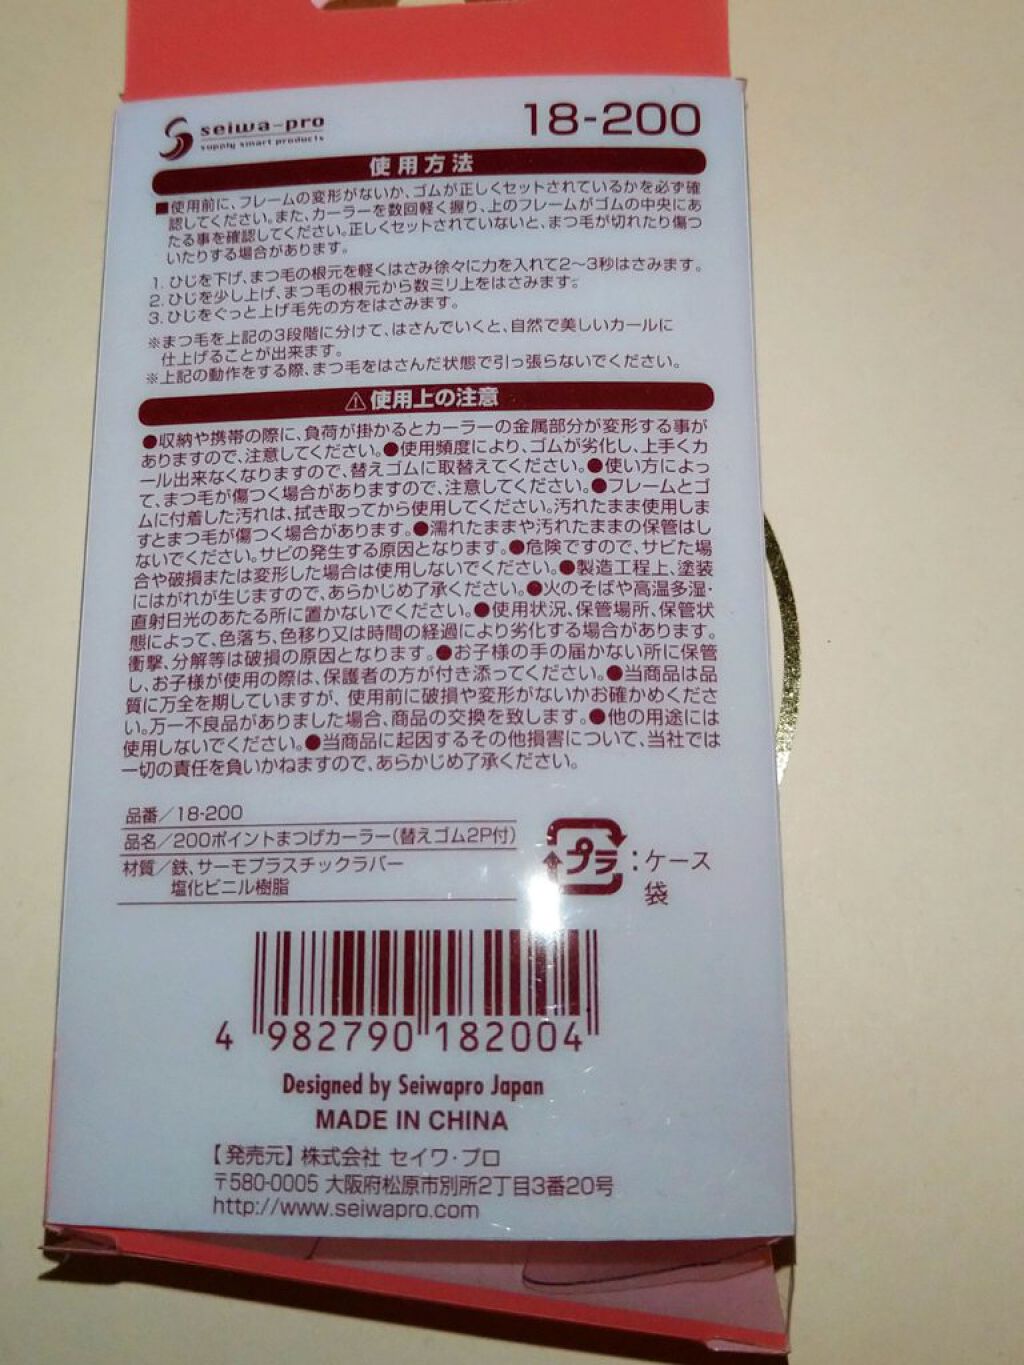 seiwa-pro
supply smart products
18-200
使用方法
■使用前に、フレームの変形がないか、ゴムが正しくセットされているかを必ず確
認してください。また、カーラーを数回軽く握り、上のフレームがゴムの中央にあ
たる事を確認してください。正しくセットされていないと、まつ毛が切れたり傷つ
いたりする場合があります。
1. ひじを下げ、まつ毛の根元を軽くはさみ徐々に力を入れて2〜3秒はさみます。
2. ひじを少し上げ、まつ毛の根元から数ミリ上をはさみます。
3. ひじをぐっと上げ毛先の方をはさみます。
※まつ毛を上記の3段階に分けて、はさんでいくと、自然で美しいカールに
仕上げることが出来ます。
※上記の動作をする際、まつ毛をはさんだ状態で引っ張らないでください。
⚠使用上の注意
●収納や携帯の際に、負荷が掛かるとカーラーの金属部分が変形する事が
ありますので、注意してください。●使用頻度により、ゴムが劣化し、上手くカ
ール出来なくなりますので、替えゴムに取替えてください。●使い方によっ
て、まつ毛が傷つく場合がありますので、注意してください。●フレームとゴ
ムに付着した汚れは、拭き取ってから使用してください。汚れたまま使用しま
すとまつ毛が傷つく場合があります。●濡れたままや汚れたままの保管はし
ないでください。サビの発生する原因となります。●危険ですので、サビた場
合や破損または変形した場合は使用しないでください。●製造工程上、塗装
にはがれが生じますので、あらかじめ了承ください。●火のそばや高温多湿・
直射日光のあたる所に置かないでください。●使用状況、保管場所、保管状
態によって、色落ち、色移り又は時間の経過により劣化する場合があります。
衝撃、分解等は破損の原因となります。●お子様の手の届かない所に保管
し、お子様が使用の際は、保護者の方が付き添ってください。●当商品は品
質に万全を期していますが、使用前に破損や変形がないかお確かめくださ
い。万一不良品がありました場合、商品の交換を致します。●他の用途には
使用しないでください。●当商品に起因するその他損害について、当社では
一切の責任を負いかねますので、あらかじめ了承ください。
品番／18-200
品名／200ポイントまつげカーラー(替えゴム2P付)
材質／鉄、サーモプラスチックラバー
塩化ビニル樹脂
プラ:ケース
袋
4 982790 182004
Designed by Seiwapro Japan
MADE IN CHINA
【発売元】株式会社 セイワ・プロ
〒580-0005 大阪府松原市別所2丁目3番20号
http://www.seiwapro.com